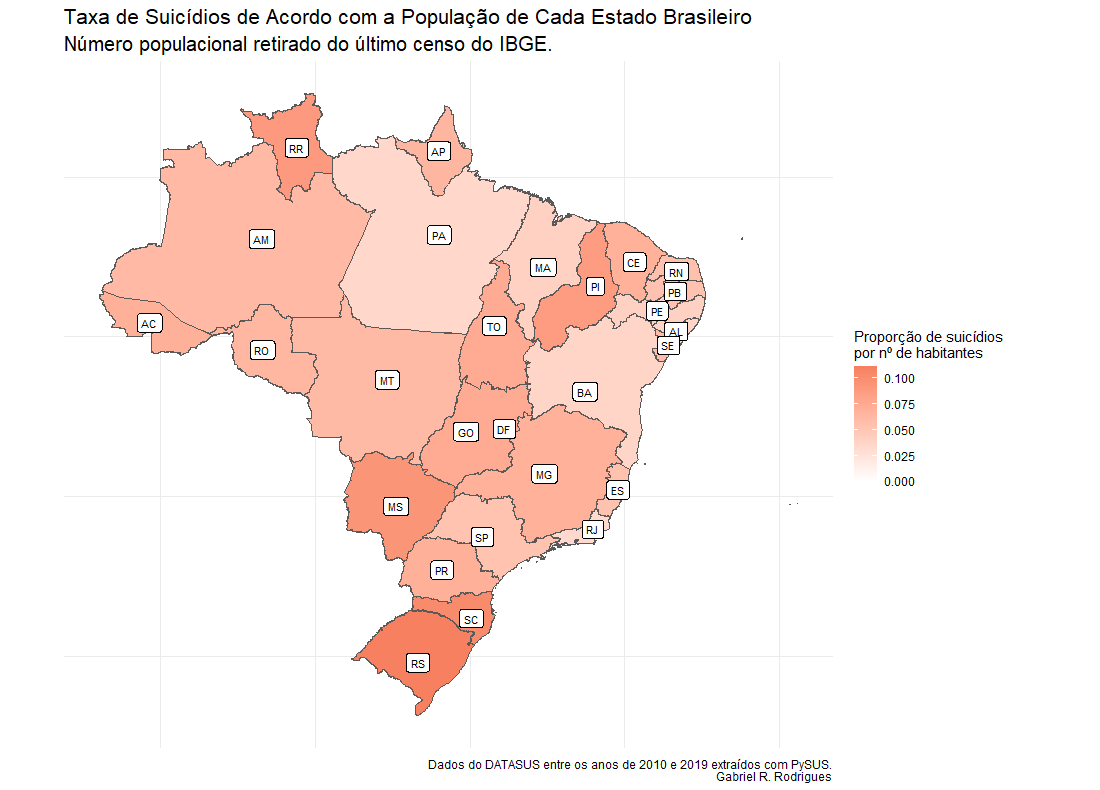 Taxa de Suicídios de Acordo com a População de Cada Estado Brasileiro
Número populacional retirado do último censo do IBGE.
RR
AP
AM
PA
MA
CE
RN
PI
PB
PE
AC
TO
AL
SE
RO
MT
BA
GO
DF
MG
ES
MS
RJ
SP
PR
SC
RS
Proporção de suicídios
por nº de habitantes
0.100
0.075
0.050
0.025
0.000
Dados do DATASUS entre os anos de 2010 e 2019 extraídos com PySUS.
Gabriel R. Rodrigues